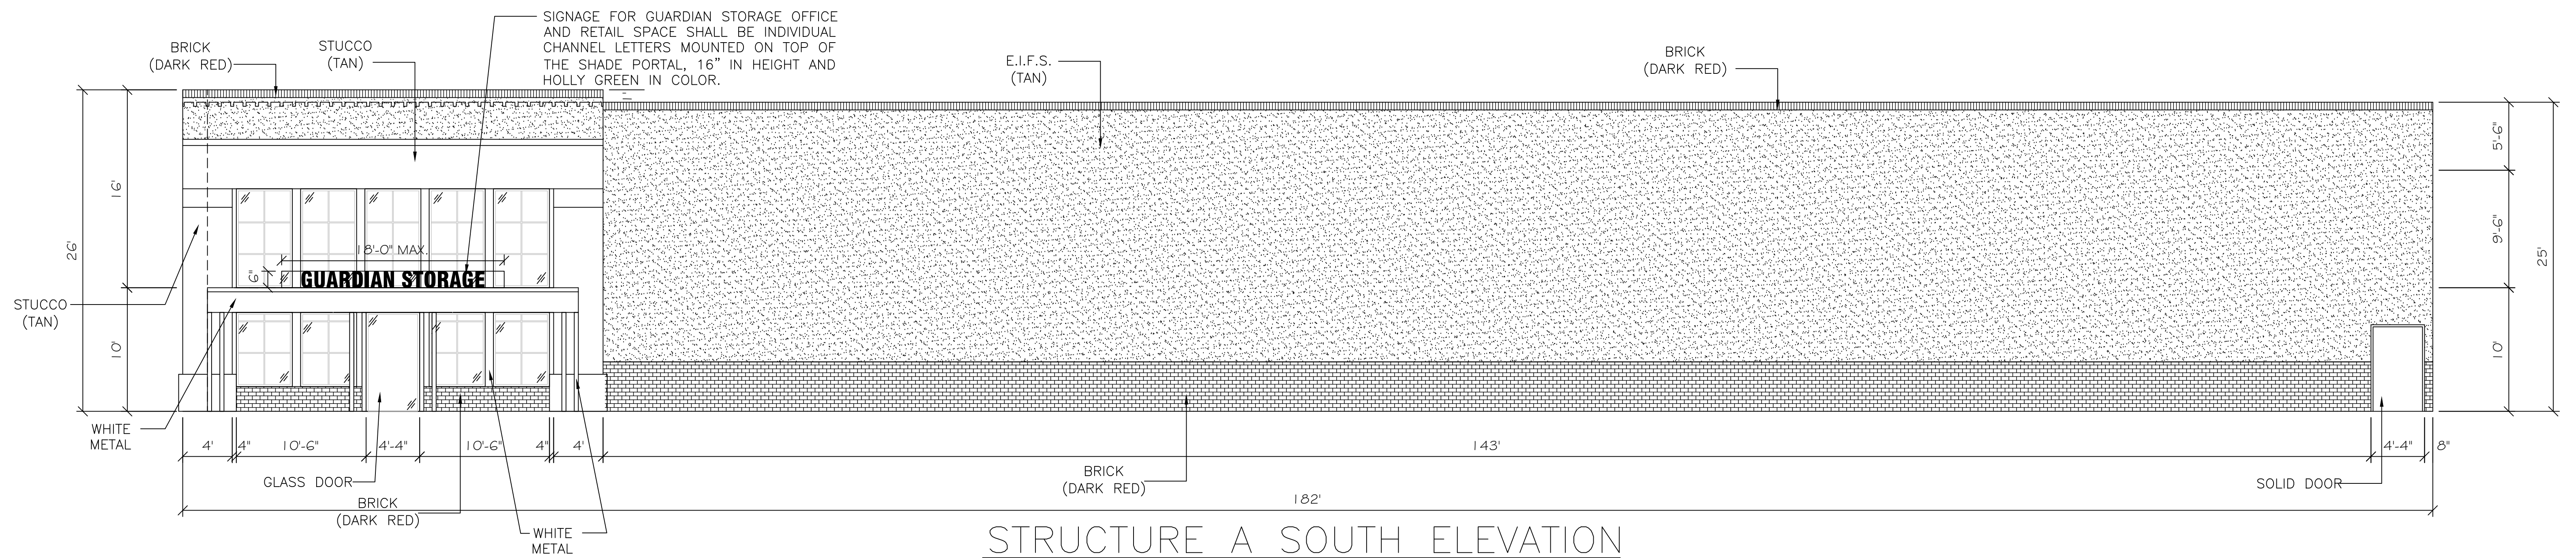 SIGNAGE FOR GUARDIAN STORAGE OFFICE
AND RETAIL SPACE SHALL BE INDIVIDUAL
CHANNEL LETTERS MOUNTED ON TOP OF
THE SHADE PORTAL, 16" IN HEIGHT AND
HOLLY GREEN IN COLOR.
BRICK
(DARK RED)
STUCCO
(TAN)
E.I.F.S.
(TAN)
BRICK
(DARK RED)
26'
16'
10'
5'-6"
9'-6"
10'
25'
18'-0" MAX.
6"
GUARDIAN STORAGE
STUCCO
(TAN)
WHITE
METAL
4'
4"
10'-6"
4'-4"
10'-6"
4"
4'
143'
4'-4"
8"
GLASS DOOR
BRICK
(DARK RED)
WHITE
METAL
BRICK
(DARK RED)
SOLID DOOR
182'
STRUCTURE A SOUTH ELEVATION